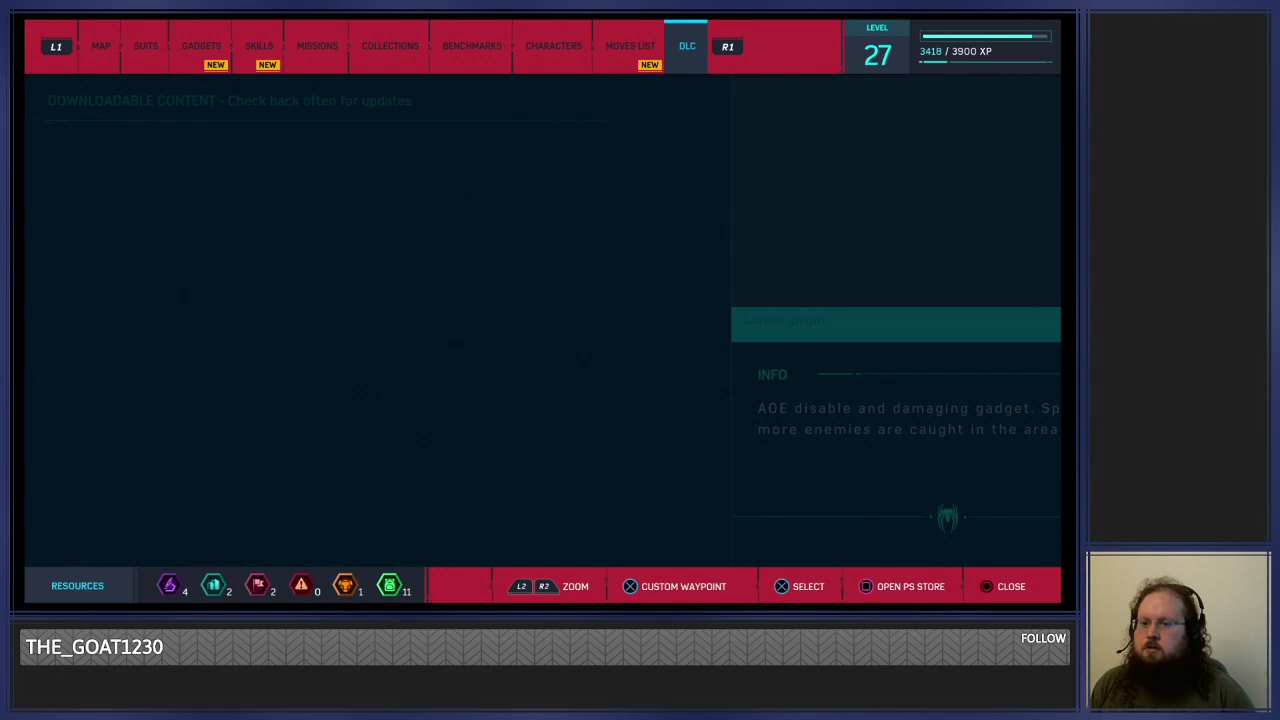 L1 MAP SUITS GADGETS SKILLS MISSIONS COLLECTIONS BENCHMARKS CHARACTERS MOVES LIST DLC R1
NEW NEW NEW
LEVEL
27
3418 / 3900 XP
DOWNLOADABLE CONTENT - Check back often for updates
Lorem ipsum
INFO
AOE disable and damaging gadget. Sp
more enemies are caught in the area
RESOURCES 4 2 2 0 1 11 L2 R2 ZOOM CUSTOM WAYPOINT SELECT OPEN PS STORE CLOSE
THE_GOAT1230 FOLLOW